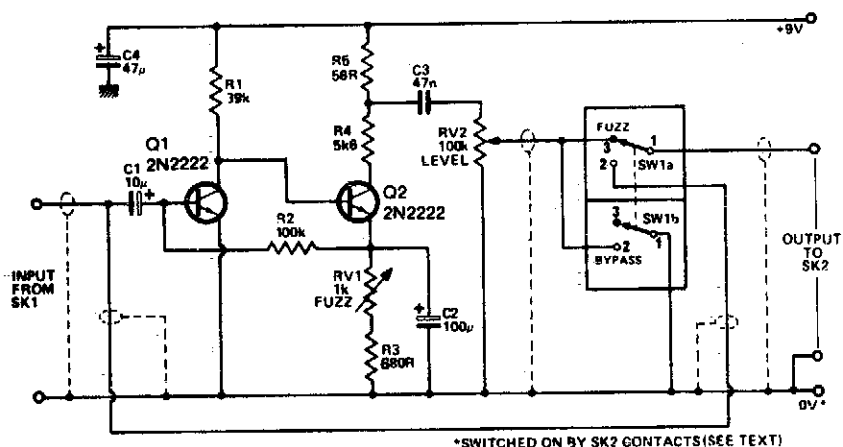 +9V
+
C4
47μ
R1
39k
R5
56R
C3
47n
R4
5k6
RV2
100k
LEVEL
FUZZ
3
1
2
SW1a
Q1
2N2222
C1
10μ
+
Q2
2N2222
3
SW1b
1
2
BYPASS
R2
100k
INPUT
FROM
SK1
RV1
1k
FUZZ
+
C2
100μ
R3
680R
OUTPUT
TO
SK2
0V*
*SWITCHED ON BY SK2 CONTACTS (SEE TEXT)